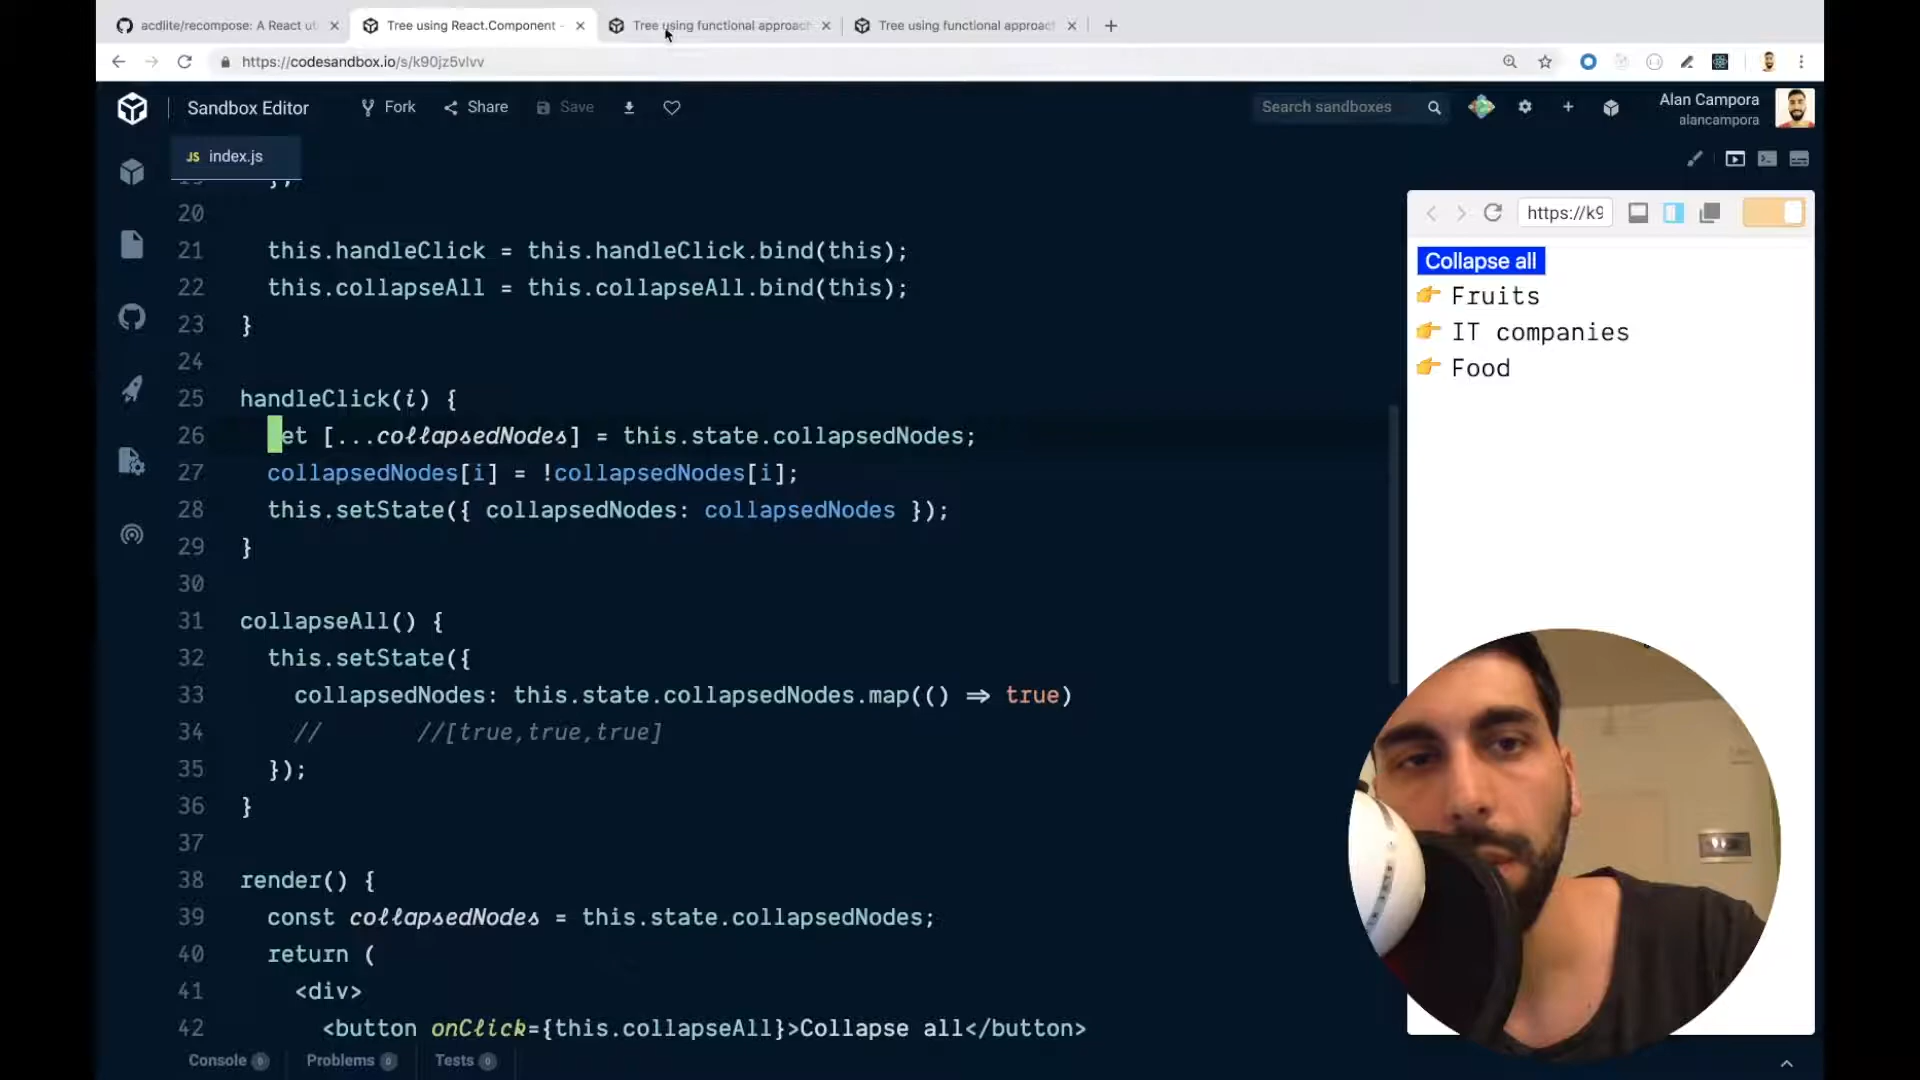 acdlite/recompose: A React ut
Tree using React.Component -
Tree using functional approach
Tree using functional approach
https://codesandbox.io/s/k90jz5vlvv
Sandbox Editor
Fork
Share
Save
Search sandboxes
Alan Campora
alancampora
JS index.js
};
20
21 this.handleClick = this.handleClick.bind(this);
22 this.collapseAll = this.collapseAll.bind(this);
23 }
24
25 handleClick(i) {
26 et [...collapsedNodes] = this.state.collapsedNodes;
27 collapsedNodes[i] = !collapsedNodes[i];
28 this.setState({ collapsedNodes: collapsedNodes });
29 }
30
31 collapseAll() {
32 this.setState({
33 collapsedNodes: this.state.collapsedNodes.map(() => true)
34 // //[true,true,true]
35 });
36 }
37
38 render() {
39 const collapsedNodes = this.state.collapsedNodes;
40 return (
41 <div>
42 <button onClick={this.collapseAll}>Collapse all</button>
Console 0
Problems 0
Tests 0
https://k9
Collapse all
👉 Fruits
👉 IT companies
👉 Food